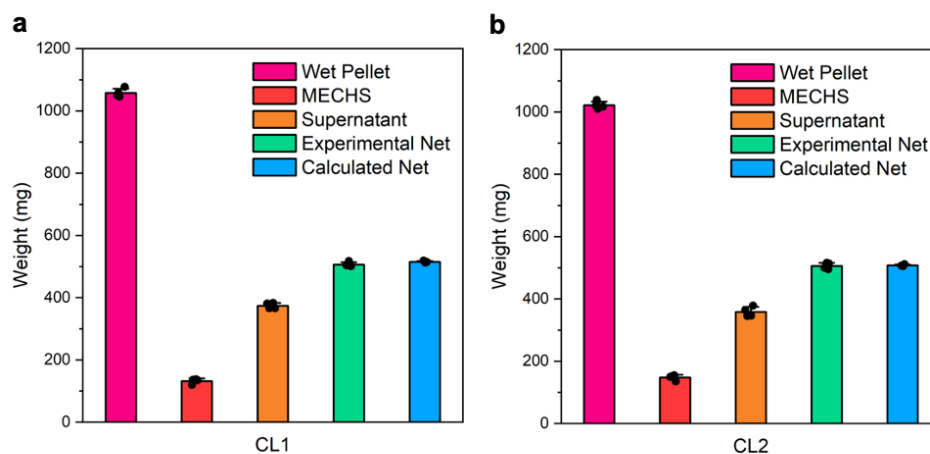 a
1200
1000
800
600
400
200
0
Weight (mg)
Wet Pellet
MECHS
Supernatant
Experimental Net
Calculated Net
CL1
b
1200
1000
800
600
400
200
0
Weight (mg)
Wet Pellet
MECHS
Supernatant
Experimental Net
Calculated Net
CL2